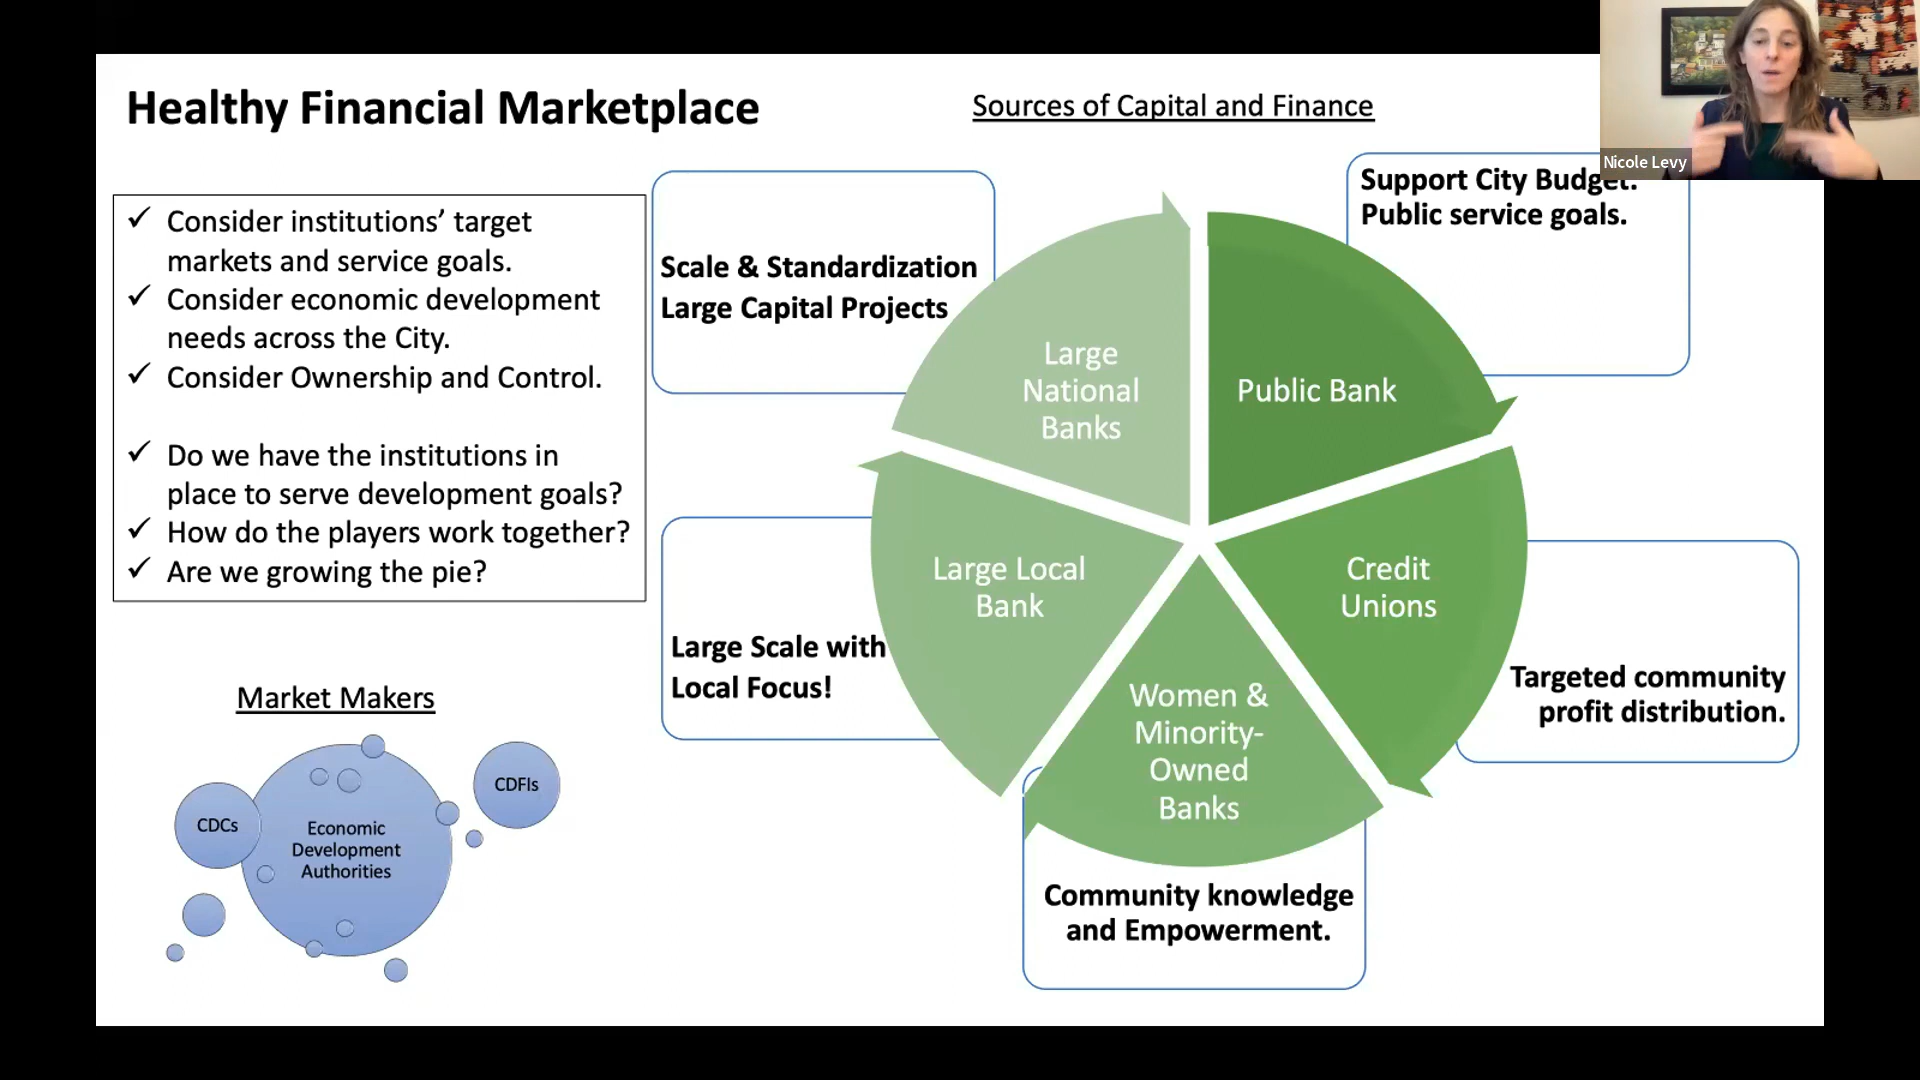 Healthy Financial Marketplace
Sources of Capital and Finance
Nicole Levy
✓ Consider institutions’ target
markets and service goals.
✓ Consider economic development
needs across the City.
✓ Consider Ownership and Control.
✓ Do we have the institutions in
place to serve development goals?
✓ How do the players work together?
✓ Are we growing the pie?
Market Makers
CDCs
Economic
Development
Authorities
CDFIs
Scale & Standardization
Large Capital Projects
Large
National
Banks
Support City Budget.
Public service goals.
Public Bank
Large Local
Bank
Large Scale with
Local Focus!
Credit
Unions
Targeted community
profit distribution.
Women &
Minority-
Owned
Banks
Community knowledge
and Empowerment.